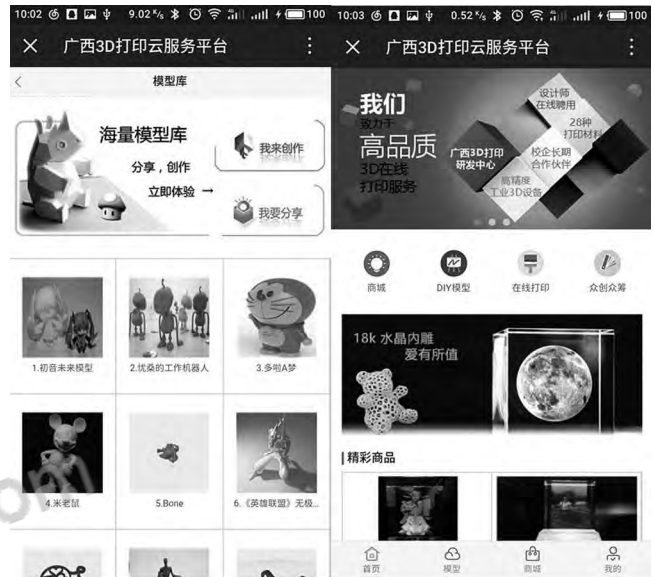 10:02
9.02 K/s
100
广西3D打印云服务平台
模型库
海量模型库
分享，创作
立即体验 →
我来创作
我要分享
1.初音未来模型
2.忧桑的工作机器人
3.多啦A梦
4.米老鼠
5.Bone
6.《英雄联盟》无极...
10:03
0.52 K/s
100
广西3D打印云服务平台
我们
致力于
高品质
3D在线
打印服务
设计师
在线聘用
28种
打印材料
广西3D打印
研发中心
校企长期
合作伙伴
高精度
工业3D设备
商城
DIY模型
在线打印
众创众筹
18k 水晶内雕
爱有所值
精彩商品
首页
模型
商城
我的